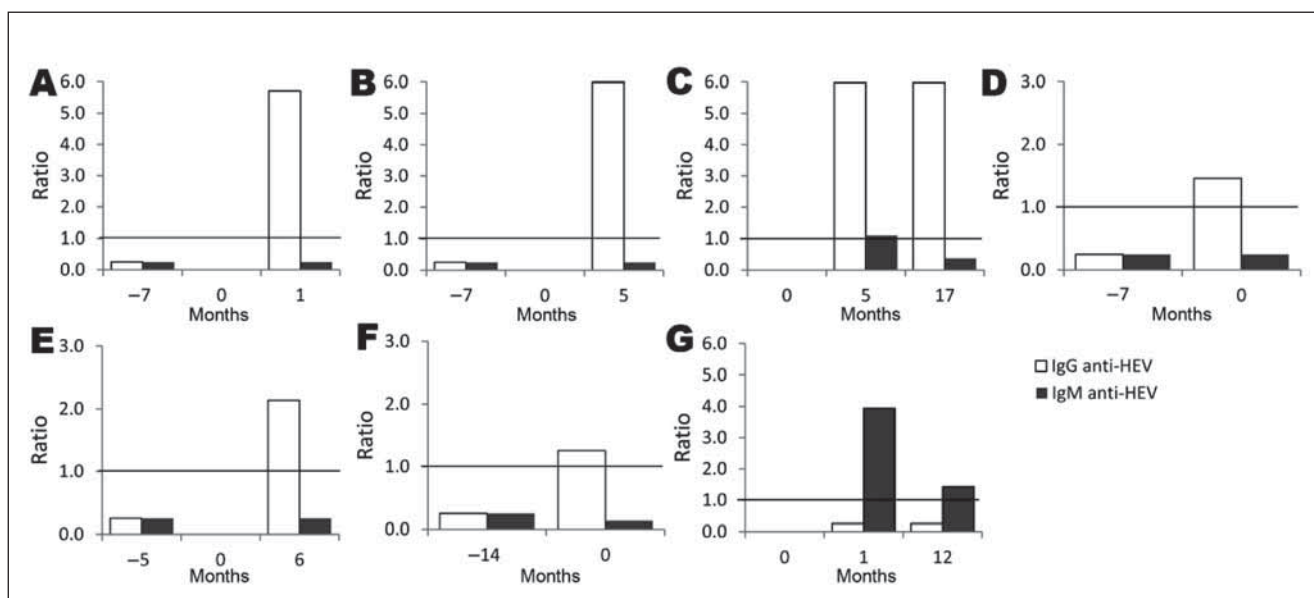 A
6.0
5.0
4.0
3.0
2.0
1.0
0.0
Ratio
–7 0 1
Months
B
6.0
5.0
4.0
3.0
2.0
1.0
0.0
Ratio
–7 0 5
Months
C
6.0
5.0
4.0
3.0
2.0
1.0
0.0
Ratio
0 5 17
Months
D
3.0
2.0
1.0
0.0
Ratio
–7 0
Months
E
3.0
2.0
1.0
0.0
Ratio
–5 0 6
Months
F
3.0
2.0
1.0
0.0
Ratio
–14 0
Months
G
6.0
5.0
4.0
3.0
2.0
1.0
0.0
Ratio
0 1 12
Months
IgG anti-HEV
IgM anti-HEV